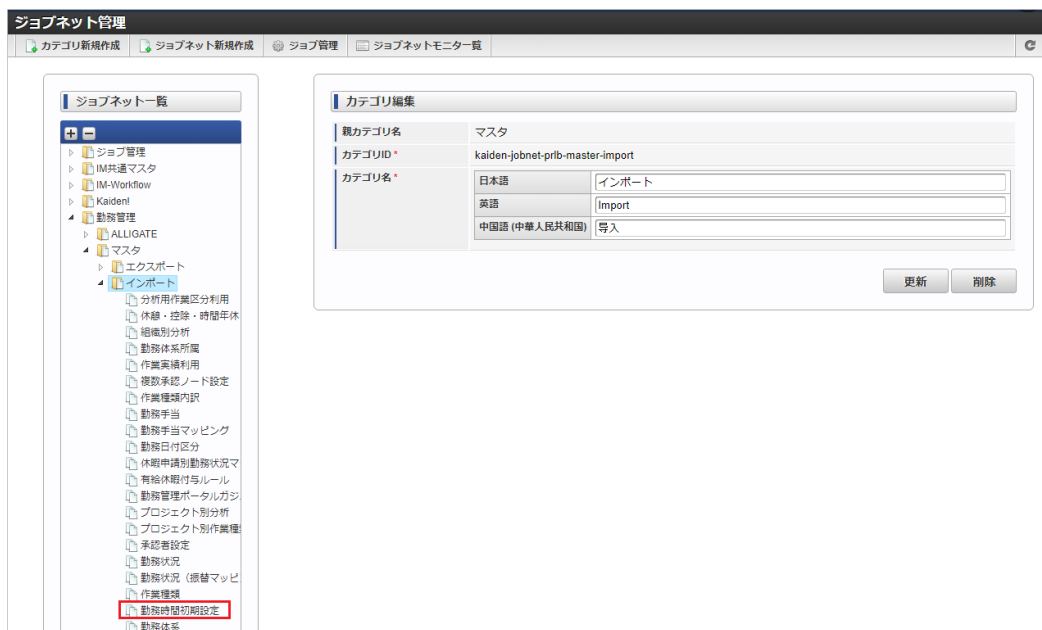 ジョブネット管理
カテゴリ新規作成 ジョブネット新規作成 ジョブ管理 ジョブネットモニタ一覧
ジョブネット一覧
ジョブ管理
IM共通マスタ
IM-Workflow
Kaiden!
勤務管理
ALLIGATE
マスタ
エクスポート
インポート
分析用作業区分利用
休憩・控除・時間年休
組織別分析
勤務体系所属
作業実績利用
複数承認ノード設定
作業種類内訳
勤務手当
勤務手当マッピング
勤務日付区分
休暇申請別勤務状況マ
有給休暇付与ルール
勤務管理ポータルガジ
プロジェクト別分析
プロジェクト別作業種
承認者設定
勤務状況
勤務状況（振替マッピ
作業種類
勤務時間初期設定
勤務体系
カテゴリ編集
親カテゴリ名 マスタ
カテゴリID * kaiden-jobnet-prlb-master-import
カテゴリ名 *
日本語 インポート
英語 Import
中国語 (中華人民共和国) 导入
更新 削除